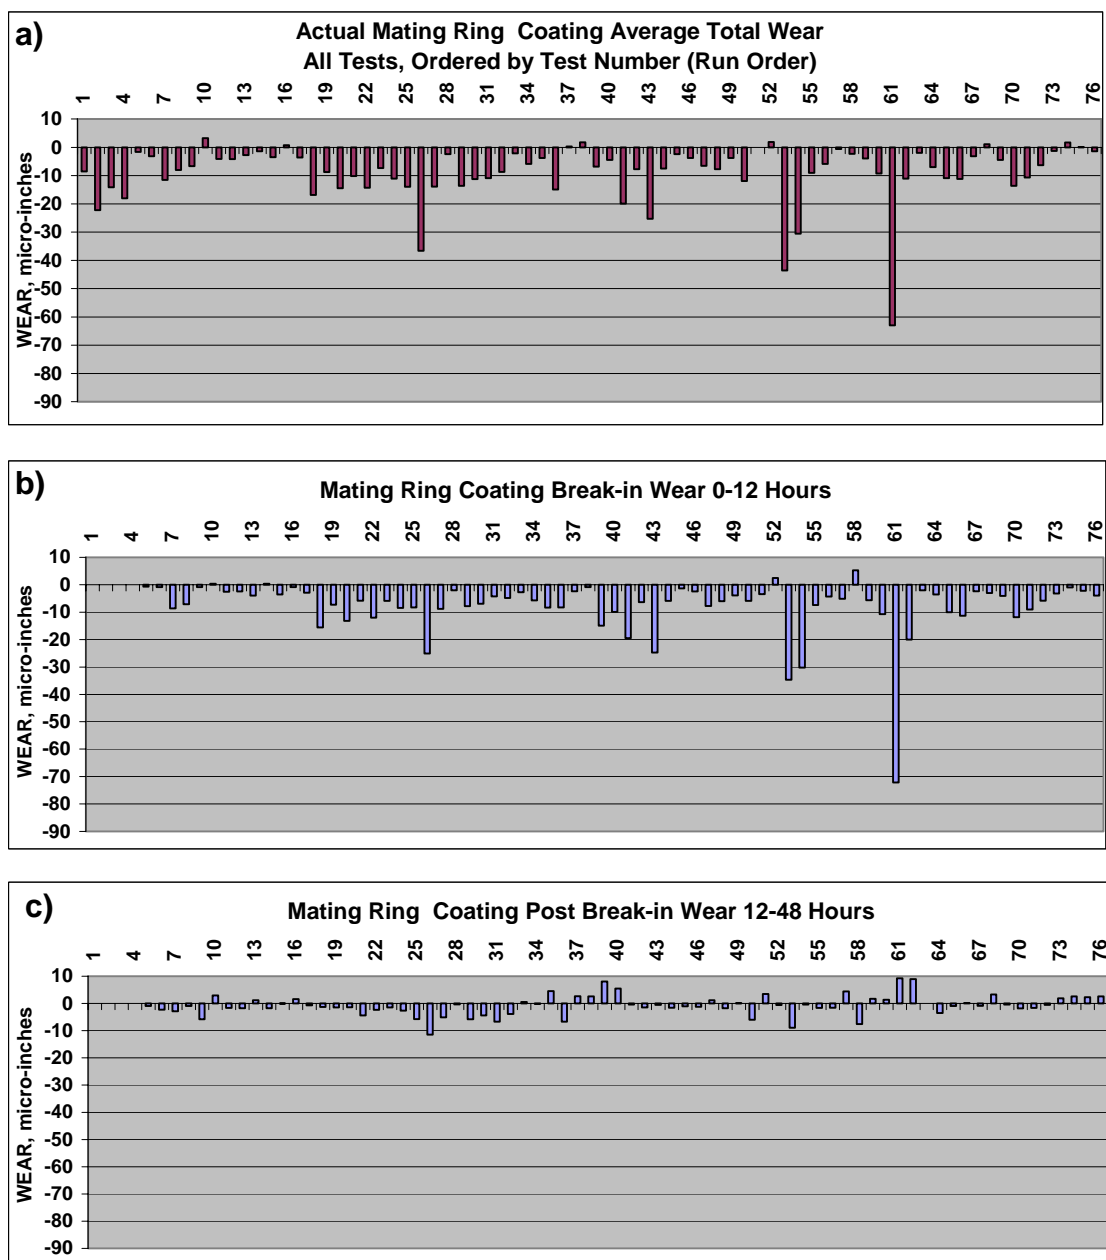 a)
Actual Mating Ring Coating Average Total Wear
All Tests, Ordered by Test Number (Run Order)
1 4 7 10 13 16 19 22 25 28 31 34 37 40 43 46 49 52 55 58 61 64 67 70 73 76
WEAR, micro-inches
10
0
-10
-20
-30
-40
-50
-60
-70
-80
-90
b)
Mating Ring Coating Break-in Wear 0-12 Hours
1 4 7 10 13 16 19 22 25 28 31 34 37 40 43 46 49 52 55 58 61 64 67 70 73 76
WEAR, micro-inches
10
0
-10
-20
-30
-40
-50
-60
-70
-80
-90
c)
Mating Ring Coating Post Break-in Wear 12-48 Hours
1 4 7 10 13 16 19 22 25 28 31 34 37 40 43 46 49 52 55 58 61 64 67 70 73 76
WEAR, micro-inches
10
0
-10
-20
-30
-40
-50
-60
-70
-80
-90